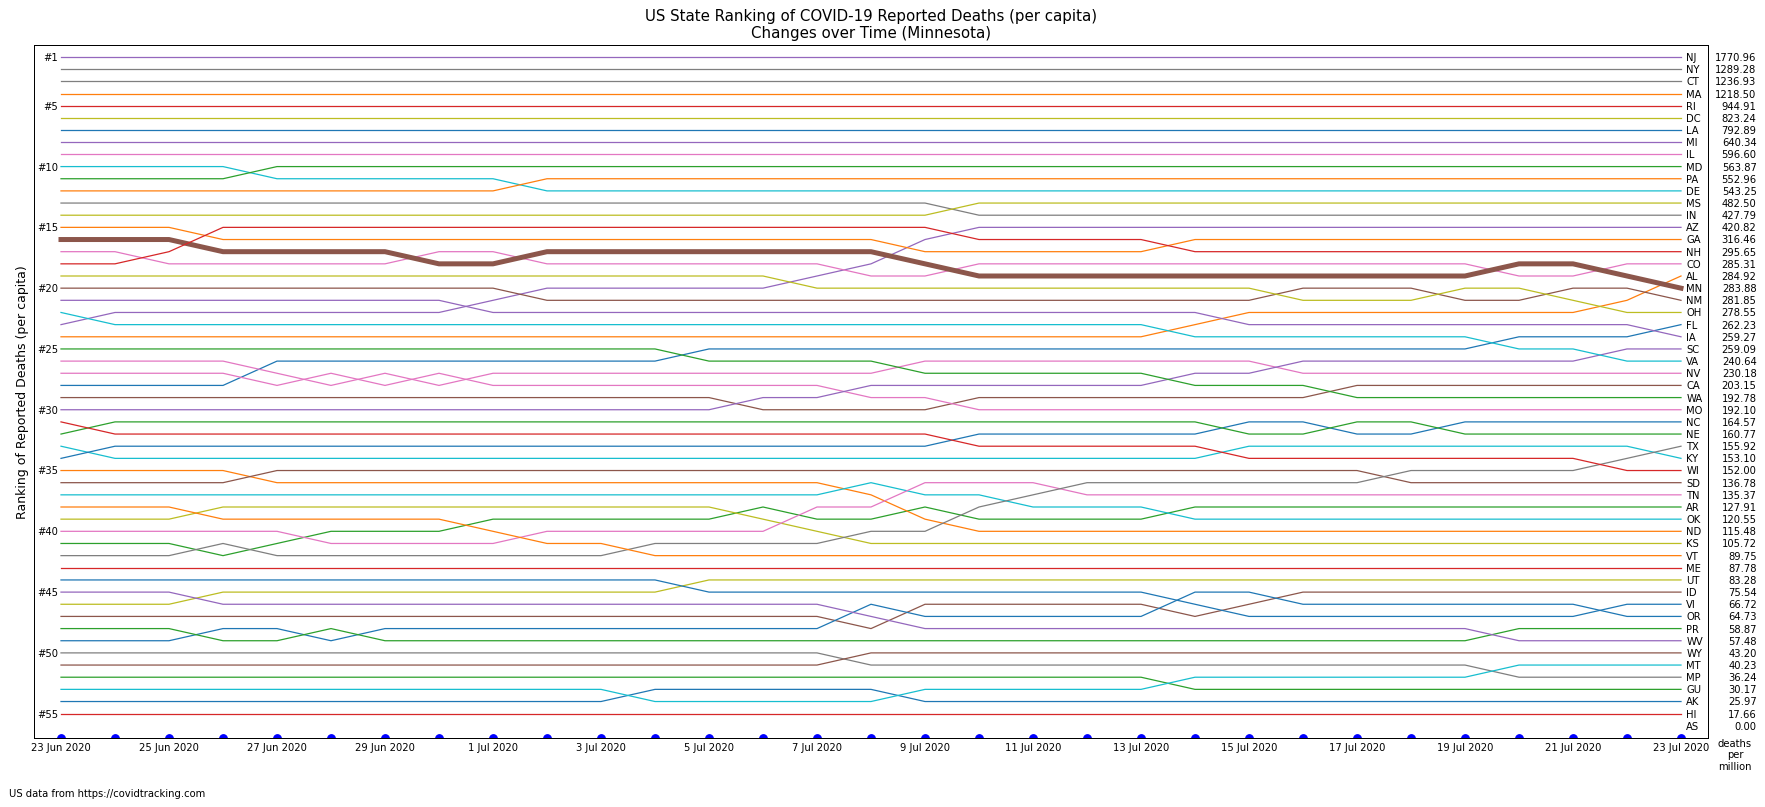 US State Ranking of COVID-19 Reported Deaths (per capita)
Changes over Time (Minnesota)
Ranking of Reported Deaths (per capita)
#1 NJ 1770.96
NY 1289.28
CT 1236.93
MA 1218.50
#5 RI 944.91
DC 823.24
LA 792.89
MI 640.34
IL 596.60
#10 MD 563.87
PA 552.96
DE 543.25
MS 482.50
IN 427.79
#15 AZ 420.82
GA 316.46
NH 295.65
CO 285.31
AL 284.92
#20 MN 283.88
NM 281.85
OH 278.55
FL 262.23
IA 259.27
#25 SC 259.09
VA 240.64
NV 230.18
CA 203.15
WA 192.78
#30 MO 192.10
NC 164.57
NE 160.77
TX 155.92
KY 153.10
#35 WI 152.00
SD 136.78
TN 135.37
AR 127.91
OK 120.55
#40 ND 115.48
KS 105.72
VT 89.75
ME 87.78
UT 83.28
#45 ID 75.54
VI 66.72
OR 64.73
PR 58.87
WV 57.48
#50 WY 43.20
MT 40.23
MP 36.24
GU 30.17
AK 25.97
#55 HI 17.66
AS 0.00
23 Jun 2020 25 Jun 2020 27 Jun 2020 29 Jun 2020 1 Jul 2020 3 Jul 2020 5 Jul 2020 7 Jul 2020 9 Jul 2020 11 Jul 2020 13 Jul 2020 15 Jul 2020 17 Jul 2020 19 Jul 2020 21 Jul 2020 23 Jul 2020
deaths
per
million
US data from https://covidtracking.com